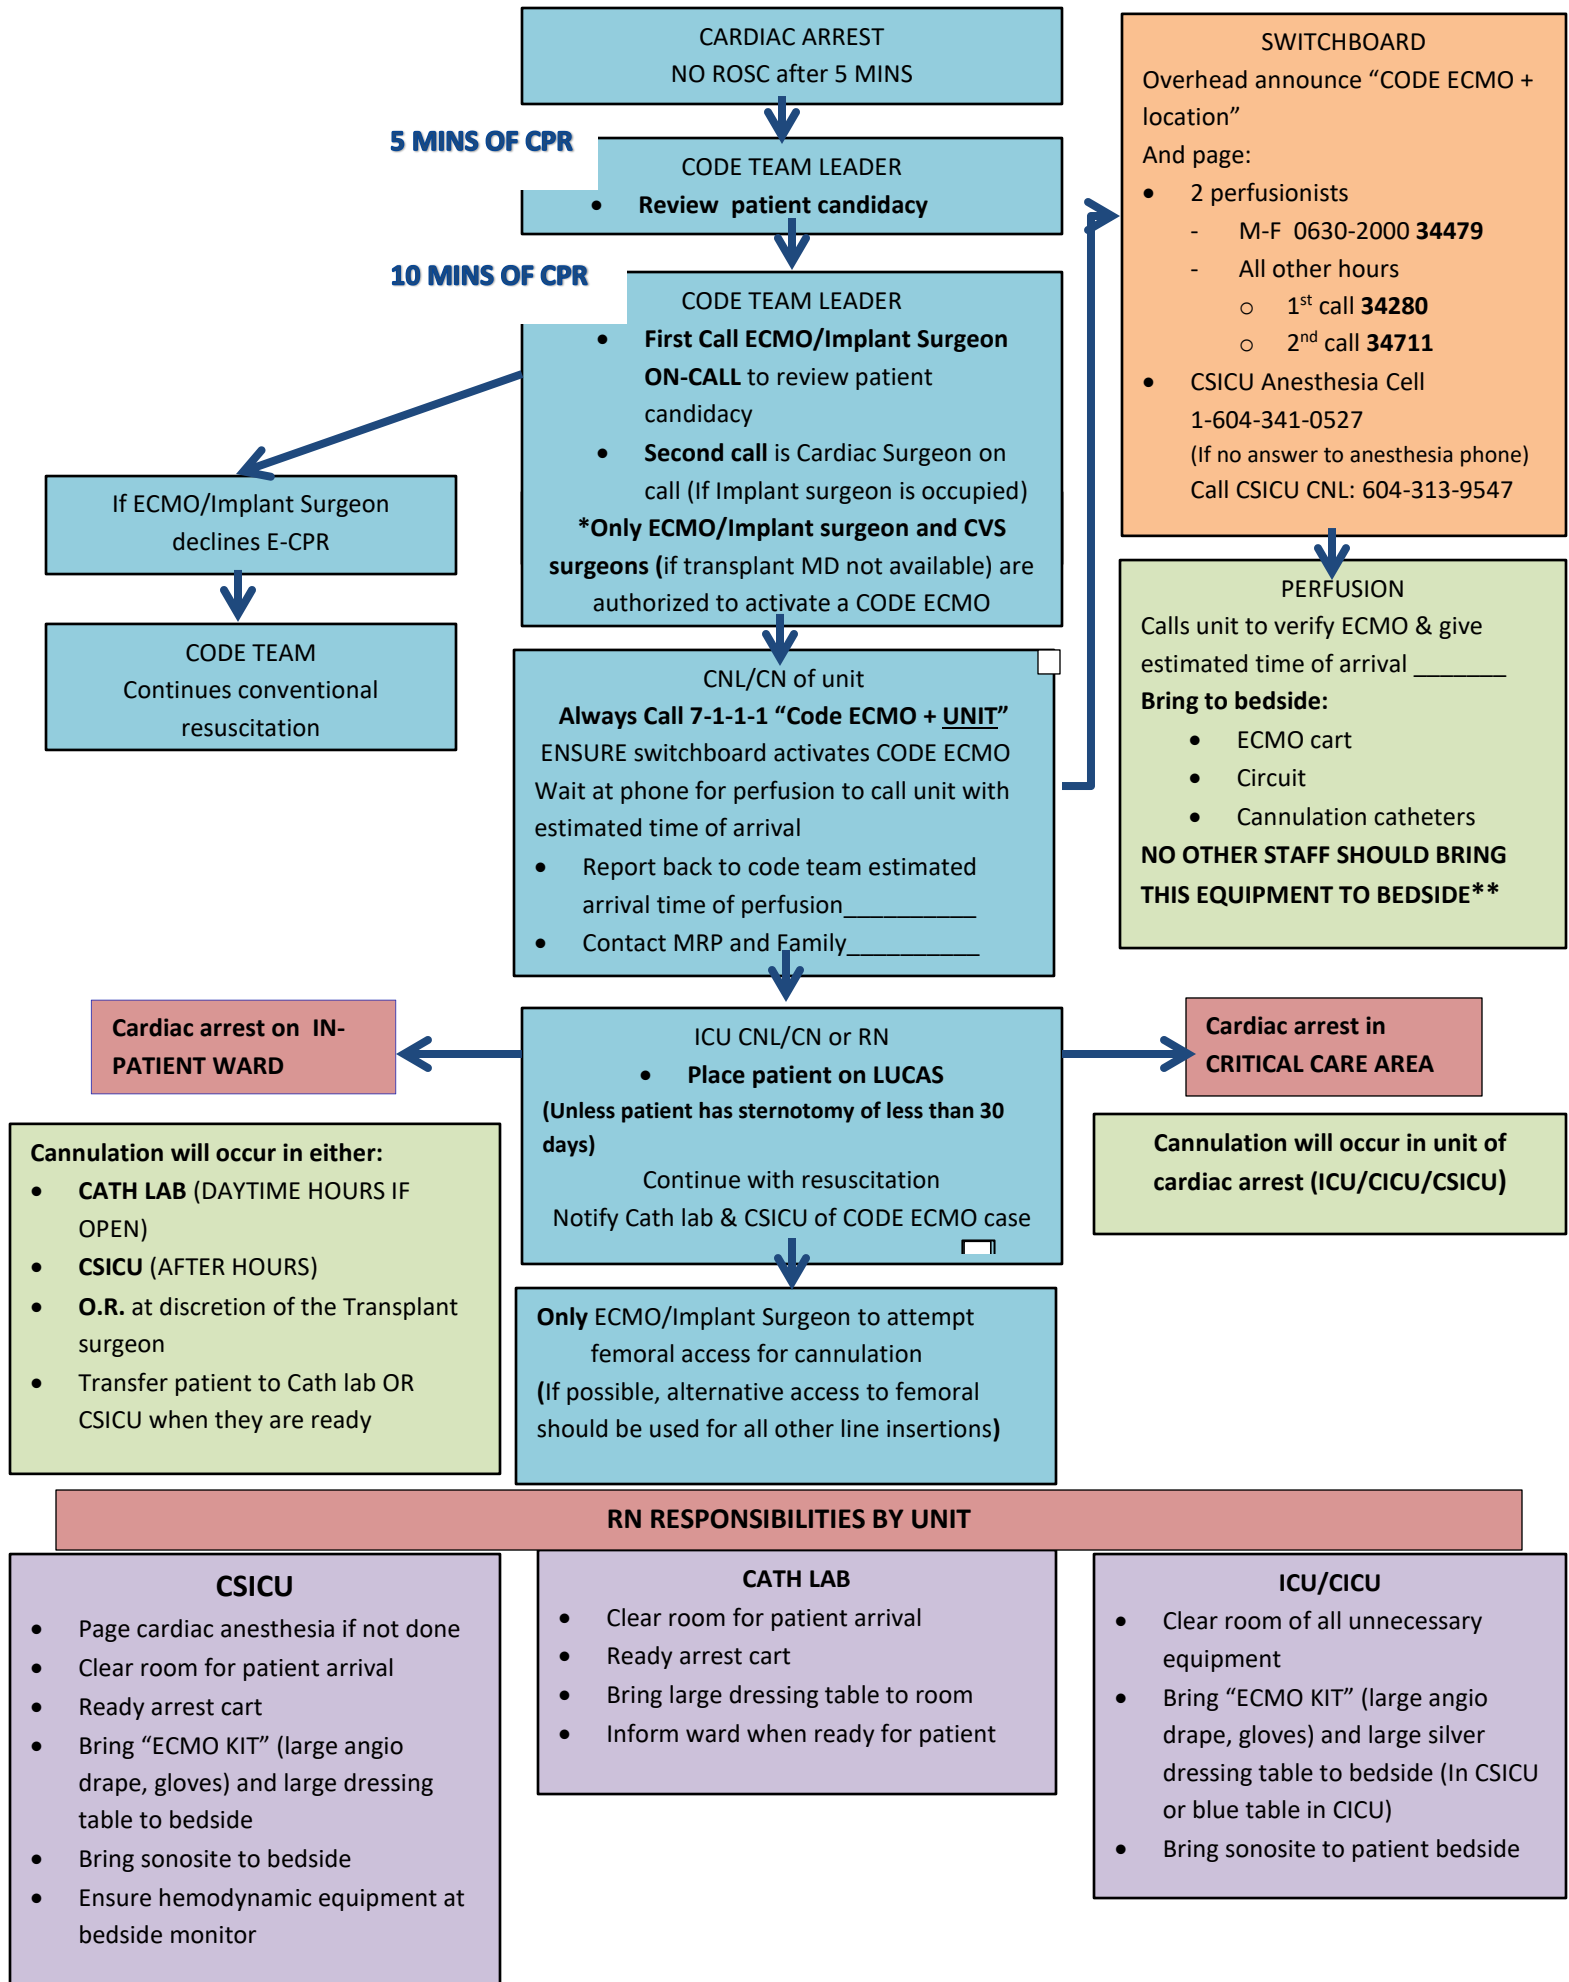 CARDIAC ARREST
NO ROSC after 5 MINS
5 MINS OF CPR
CODE TEAM LEADER
• Review patient candidacy
10 MINS OF CPR
CODE TEAM LEADER
• First Call ECMO/Implant Surgeon
ON-CALL to review patient
candidacy
• Second call is Cardiac Surgeon on
call (If Implant surgeon is occupied)
*Only ECMO/Implant surgeon and CVS
surgeons (if transplant MD not available) are
authorized to activate a CODE ECMO
If ECMO/Implant Surgeon
declines E-CPR
CODE TEAM
Continues conventional
resuscitation
CNL/CN of unit
Always Call 7-1-1-1 “Code ECMO + UNIT”
ENSURE switchboard activates CODE ECMO
Wait at phone for perfusion to call unit with
estimated time of arrival
• Report back to code team estimated
arrival time of perfusion___________
• Contact MRP and Family___________
SWITCHBOARD
Overhead announce “CODE ECMO +
location”
And page:
• 2 perfusionists
- M-F 0630-2000 34479
- All other hours
o 1st call 34280
o 2nd call 34711
• CSICU Anesthesia Cell
1-604-341-0527
(If no answer to anesthesia phone)
Call CSICU CNL: 604-313-9547
PERFUSION
Calls unit to verify ECMO & give
estimated time of arrival _______
Bring to bedside:
• ECMO cart
• Circuit
• Cannulation catheters
NO OTHER STAFF SHOULD BRING
THIS EQUIPMENT TO BEDSIDE**
Cardiac arrest on IN-
PATIENT WARD
ICU CNL/CN or RN
• Place patient on LUCAS
(Unless patient has sternotomy of less than 30
days)
Continue with resuscitation
Notify Cath lab & CSICU of CODE ECMO case
Cardiac arrest in
CRITICAL CARE AREA
Cannulation will occur in either:
• CATH LAB (DAYTIME HOURS IF
OPEN)
• CSICU (AFTER HOURS)
• O.R. at discretion of the Transplant
surgeon
• Transfer patient to Cath lab OR
CSICU when they are ready
Cannulation will occur in unit of
cardiac arrest (ICU/CICU/CSICU)
Only ECMO/Implant Surgeon to attempt
femoral access for cannulation
(If possible, alternative access to femoral
should be used for all other line insertions)
RN RESPONSIBILITIES BY UNIT
CSICU
• Page cardiac anesthesia if not done
• Clear room for patient arrival
• Ready arrest cart
• Bring “ECMO KIT” (large angio
drape, gloves) and large dressing
table to bedside
• Bring sonosite to bedside
• Ensure hemodynamic equipment at
bedside monitor
CATH LAB
• Clear room for patient arrival
• Ready arrest cart
• Bring large dressing table to room
• Inform ward when ready for patient
ICU/CICU
• Clear room of all unnecessary
equipment
• Bring “ECMO KIT” (large angio
drape, gloves) and large silver
dressing table to bedside (In CSICU
or blue table in CICU)
• Bring sonosite to patient bedside